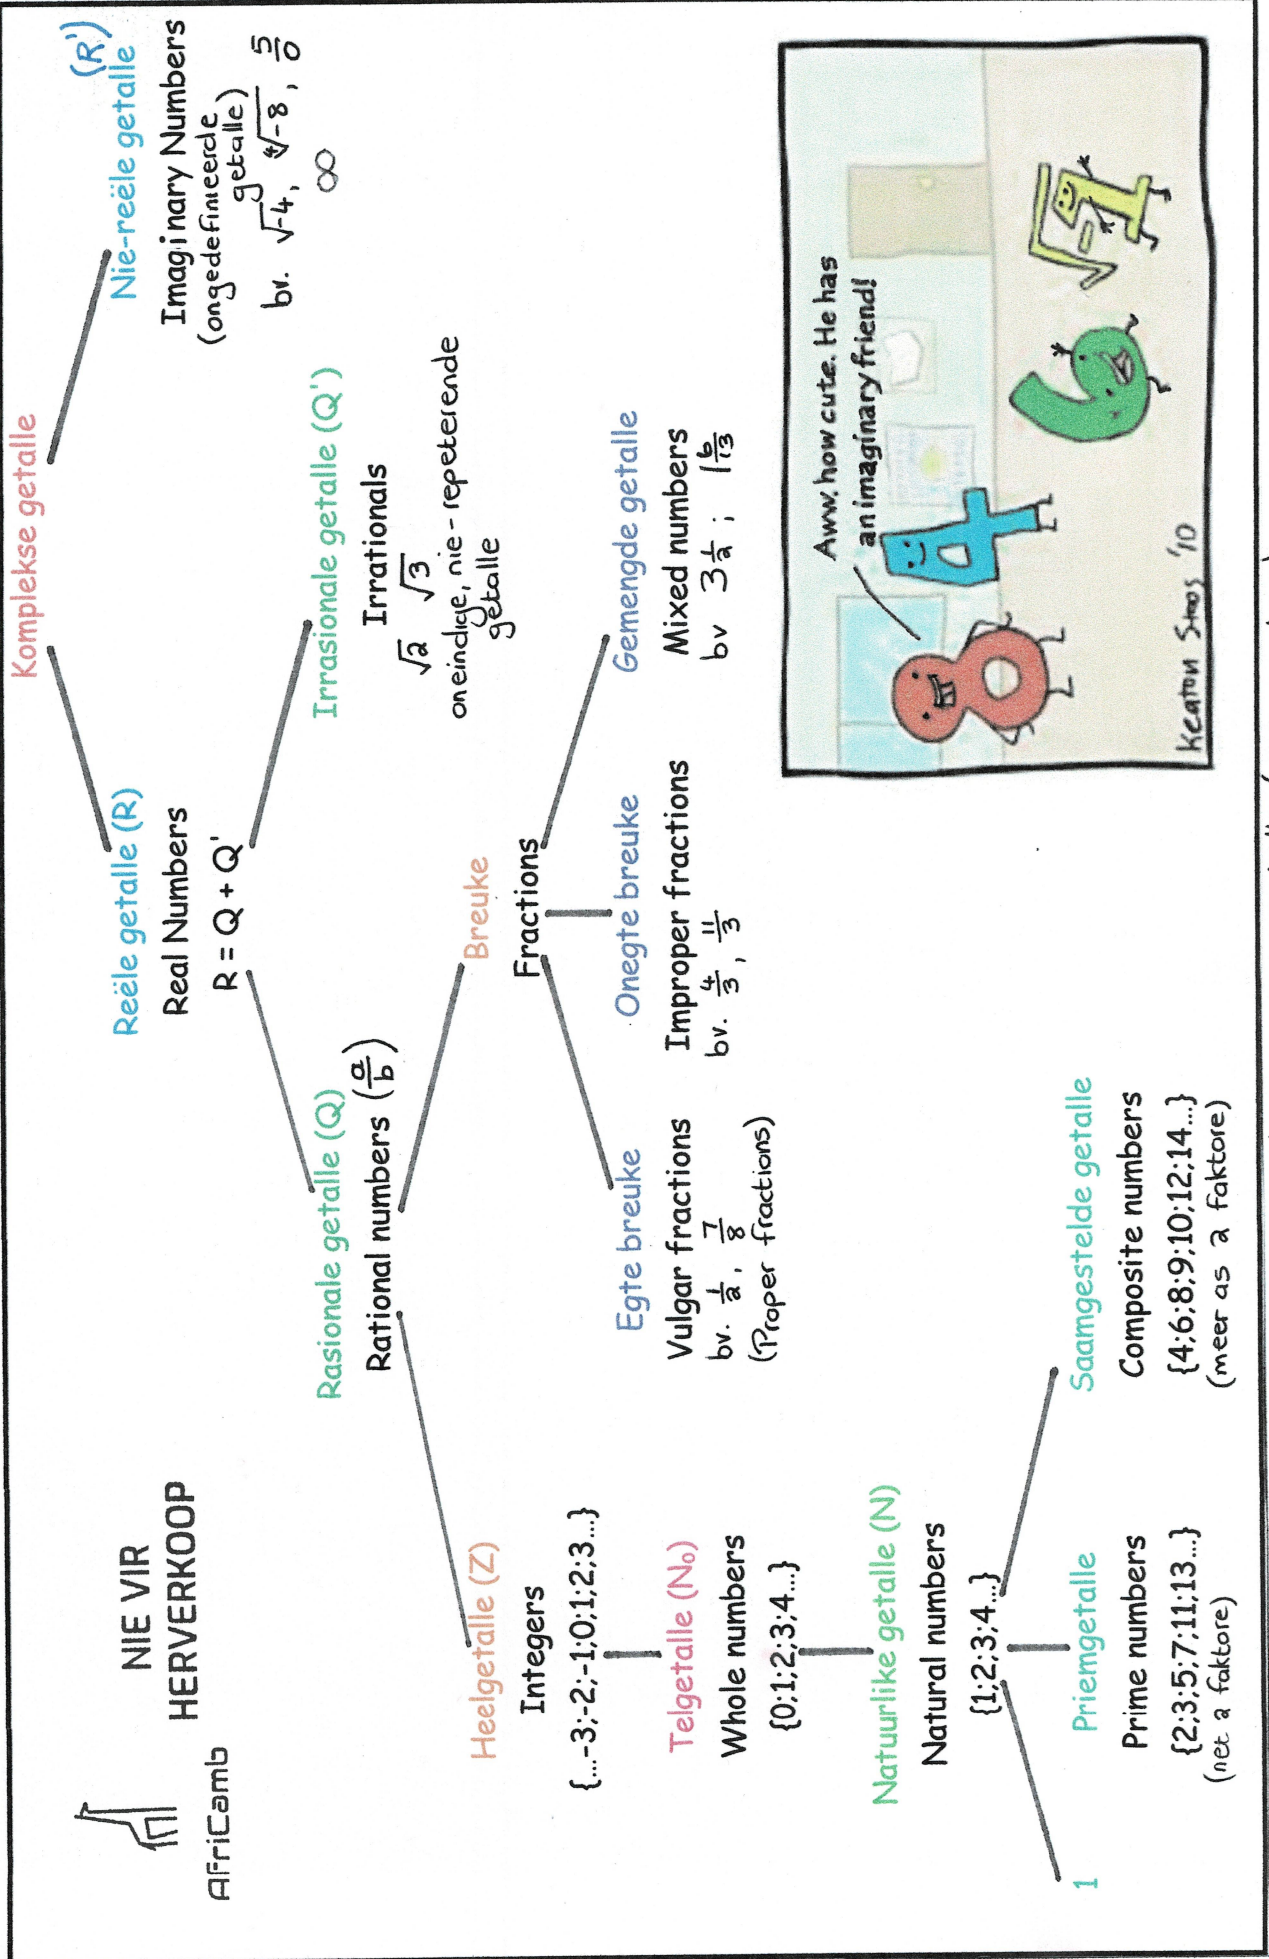 AfriCamb
NIE VIR
HERVERKOOP
Komplekse getalle
Reële getalle (R)
Real Numbers
R = Q + Q'
Nie-reële getalle (R')
Imaginary Numbers
(ongedefinieerde
getalle)
bv. √-4, ∜-8, 5/0
∞
Rasionale getalle (Q)
Rational numbers (a/b)
Irrasionale getalle (Q')
Irrationals
√2 √3
oneindige, nie-repeterende
getalle
Heelgetalle (Z)
Integers
{...-3;-2;-1;0;1;2;3...}
Breuke
Fractions
Telgetalle (N₀)
Whole numbers
{0;1;2;3;4...}
Egte breuke
Vulgar fractions
bv. 1/2, 7/8
(Proper fractions)
Onegte breuke
Improper fractions
bv. 4/3, 11/3
Gemengde getalle
Mixed numbers
bv 3 1/2; 1 6/13
Natuurlike getalle (N)
Natural numbers
{1;2;3;4...}
1
Priemgetalle
Prime numbers
{2;3;5;7;11;13...}
(net 2 faktore)
Saamgestelde getalle
Composite numbers
{4;6;8;9;10;12;14...}
(meer as 2 faktore)
Aww. how cute. He has
an imaginary friend!
8 4 6 √-1
Keaton '10